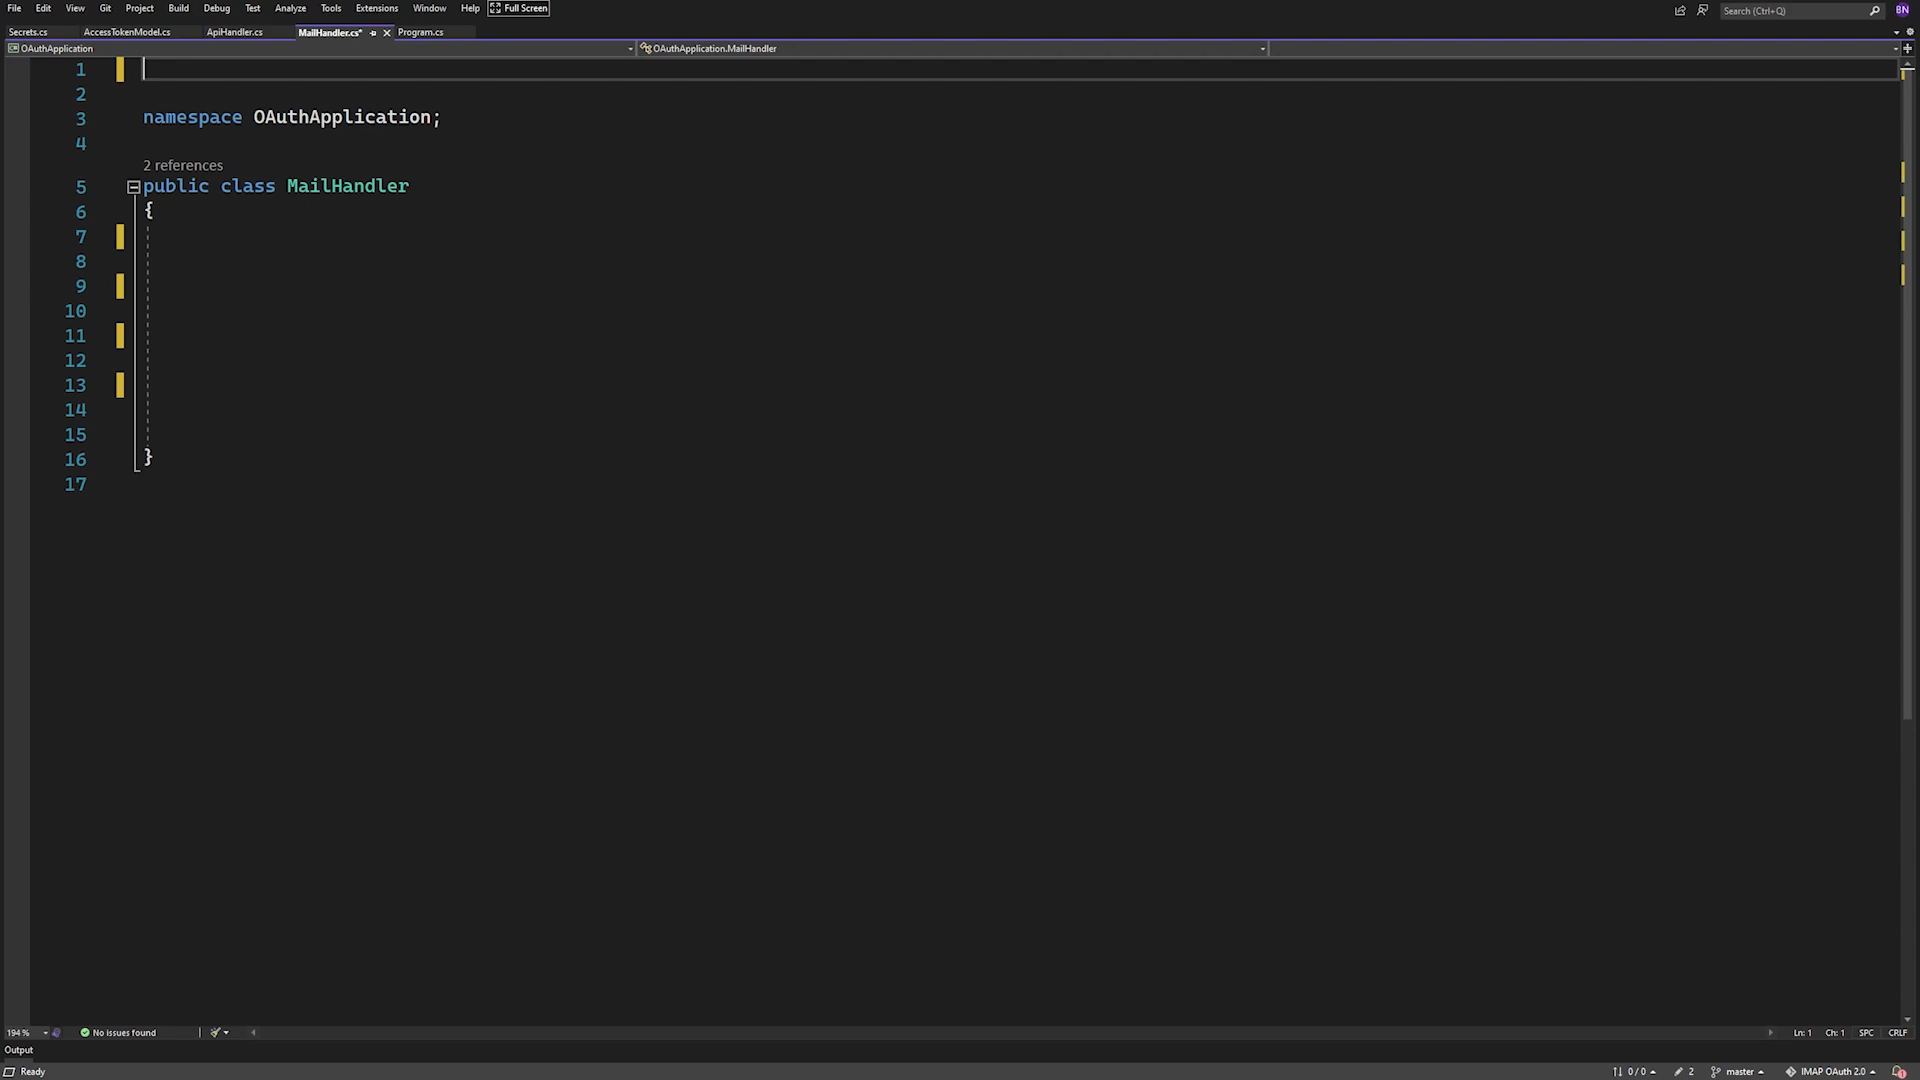 File Edit View Git Project Build Debug Test Analyze Tools Extensions Window Help Full Screen Search (Ctrl+Q) BN
Secrets.cs AccessTokenModel.cs ApiHandler.cs MailHandler.cs* Program.cs
OAuthApplication OAuthApplication.MailHandler
1
2
3 namespace OAuthApplication;
4
2 references
5 public class MailHandler
6 {
7
8
9
10
11
12
13
14
15
16 }
17
194 % No issues found Ln: 1 Ch: 1 SPC CRLF
Output
Ready 0 / 0 2 master IMAP OAuth 2.0 1